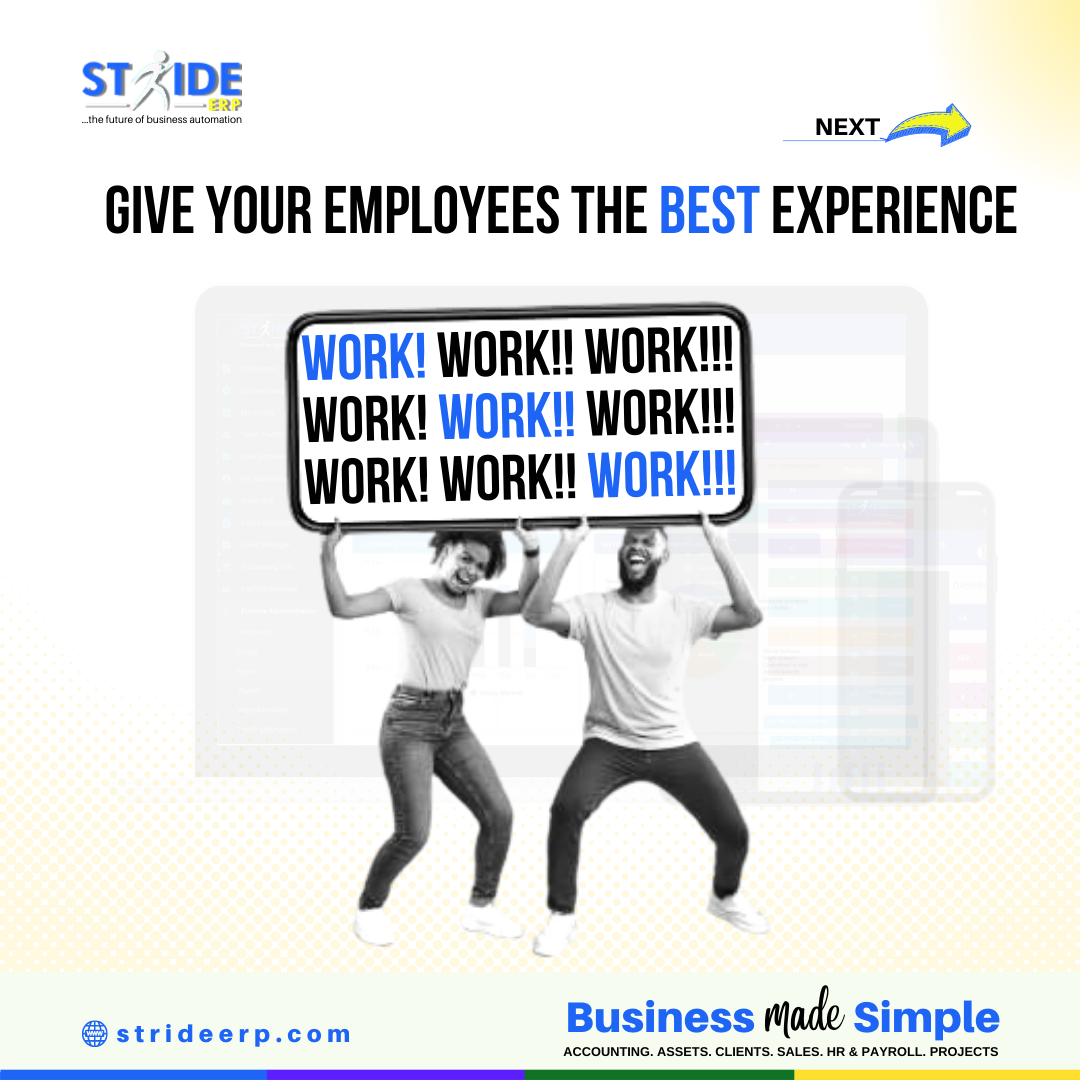 STRIDE
ERP
...the future of business automation
NEXT
GIVE YOUR EMPLOYEES THE BEST EXPERIENCE
WORK! WORK!! WORK!!!
WORK! WORK!! WORK!!!
WORK! WORK!! WORK!!!
strideerp.com
Business made Simple
ACCOUNTING. ASSETS. CLIENTS. SALES. HR & PAYROLL. PROJECTS